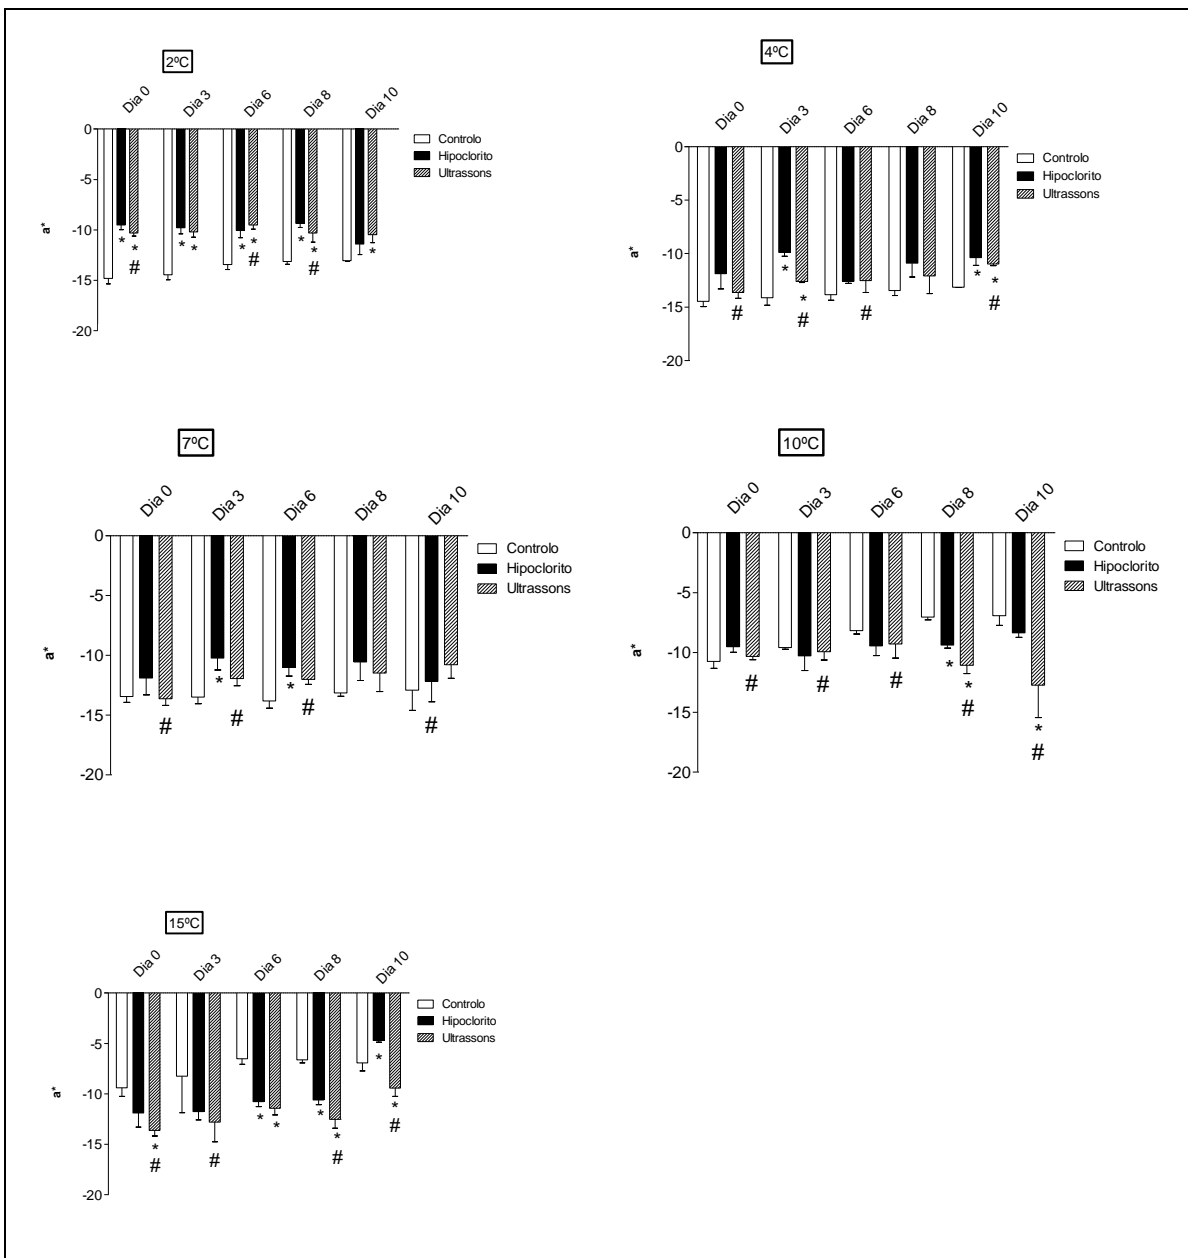 2ºC
Dia 0 Dia 3 Dia 6 Dia 8 Dia 10
0
-5
-10
-15
-20
a*
Controlo
Hipoclorito
Ultrassons
* * * * * * * * *
# # #
4ºC
Dia 0 Dia 3 Dia 6 Dia 8 Dia 10
0
-5
-10
-15
-20
a*
Controlo
Hipoclorito
Ultrassons
* * * *
# # # #
7ºC
Dia 0 Dia 3 Dia 6 Dia 8 Dia 10
0
-5
-10
-15
-20
a*
Controlo
Hipoclorito
Ultrassons
* *
# # # #
10ºC
Dia 0 Dia 3 Dia 6 Dia 8 Dia 10
0
-5
-10
-15
-20
a*
Controlo
Hipoclorito
Ultrassons
* * *
# # # # #
15ºC
Dia 0 Dia 3 Dia 6 Dia 8 Dia 10
0
-5
-10
-15
-20
a*
Controlo
Hipoclorito
Ultrassons
* * * * * * *
# # # #